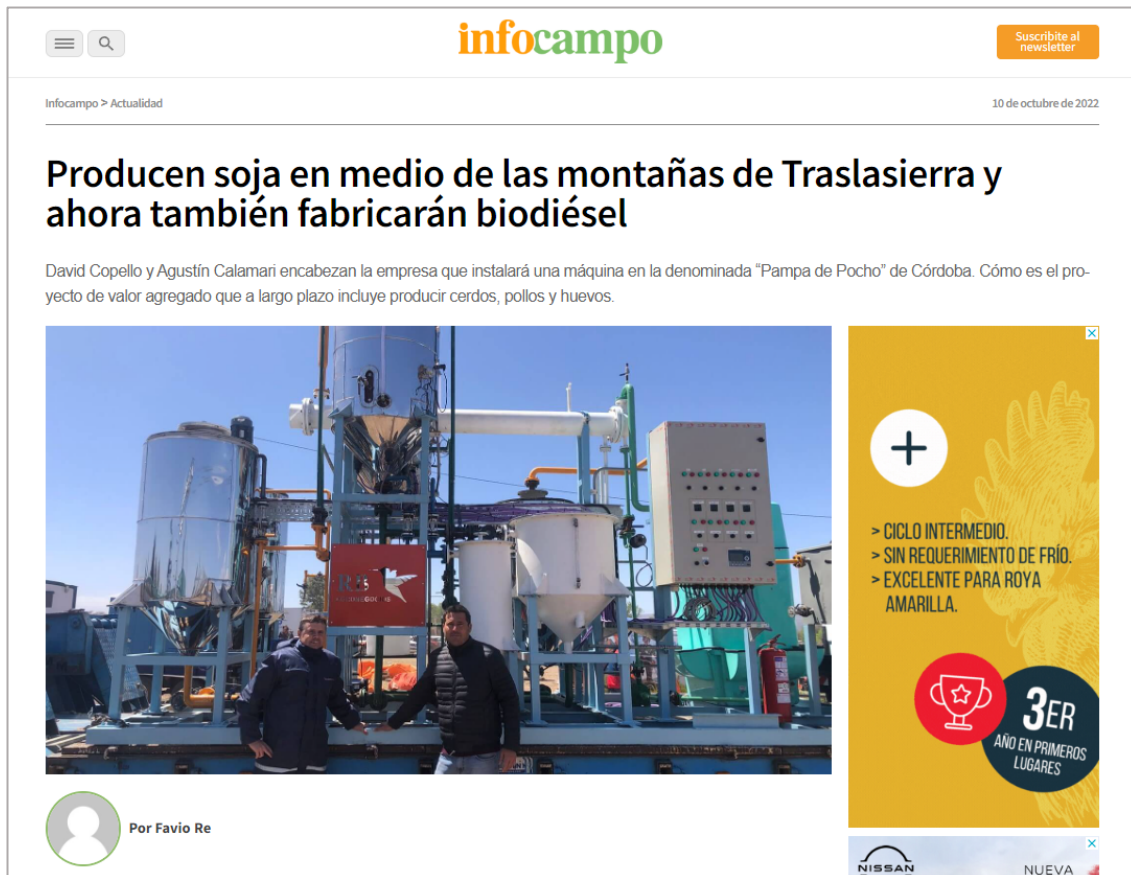 infocampo
Suscribite al
newsletter
Infocampo > Actualidad
10 de octubre de 2022
Producen soja en medio de las montañas de Traslasierra y
ahora también fabricarán biodiésel
David Copello y Agustín Calamari encabezan la empresa que instalará una máquina en la denominada “Pampa de Pocho” de Córdoba. Cómo es el pro-
yecto de valor agregado que a largo plazo incluye producir cerdos, pollos y huevos.
> CICLO INTERMEDIO.
> SIN REQUERIMIENTO DE FRÍO.
> EXCELENTE PARA ROYA
AMARILLA.
3ER
AÑO EN PRIMEROS
LUGARES
Por Favio Re
NISSAN
NUEVA